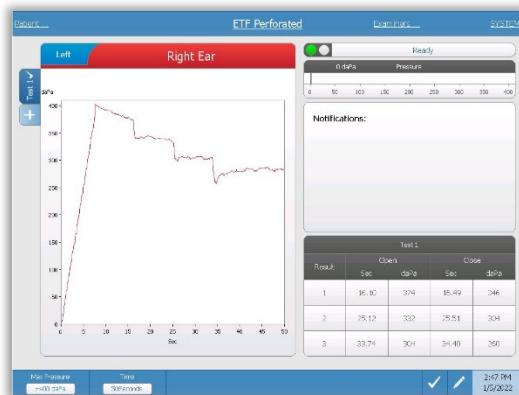 Patient ...
ETF Perforated
Examiners ...
SYSTEM
Left
Right Ear
Ready
Test 1
0 daPa
Pressure
0 50 100 150 200 250 300 350 400
daPa
400
350
300
250
200
150
100
50
0
0 5 10 15 20 25 30 35 40 45 50
Sec
Notifications:
Test 1
Result
Open
Close
Sec
daPa
Sec
daPa
1 16.10 374 16.49 346
2 25.12 332 25.51 304
3 33.74 304 34.40 260
Max Pressure
+400 daPa
Time
50Seconds
2:47 PM
1/5/2022